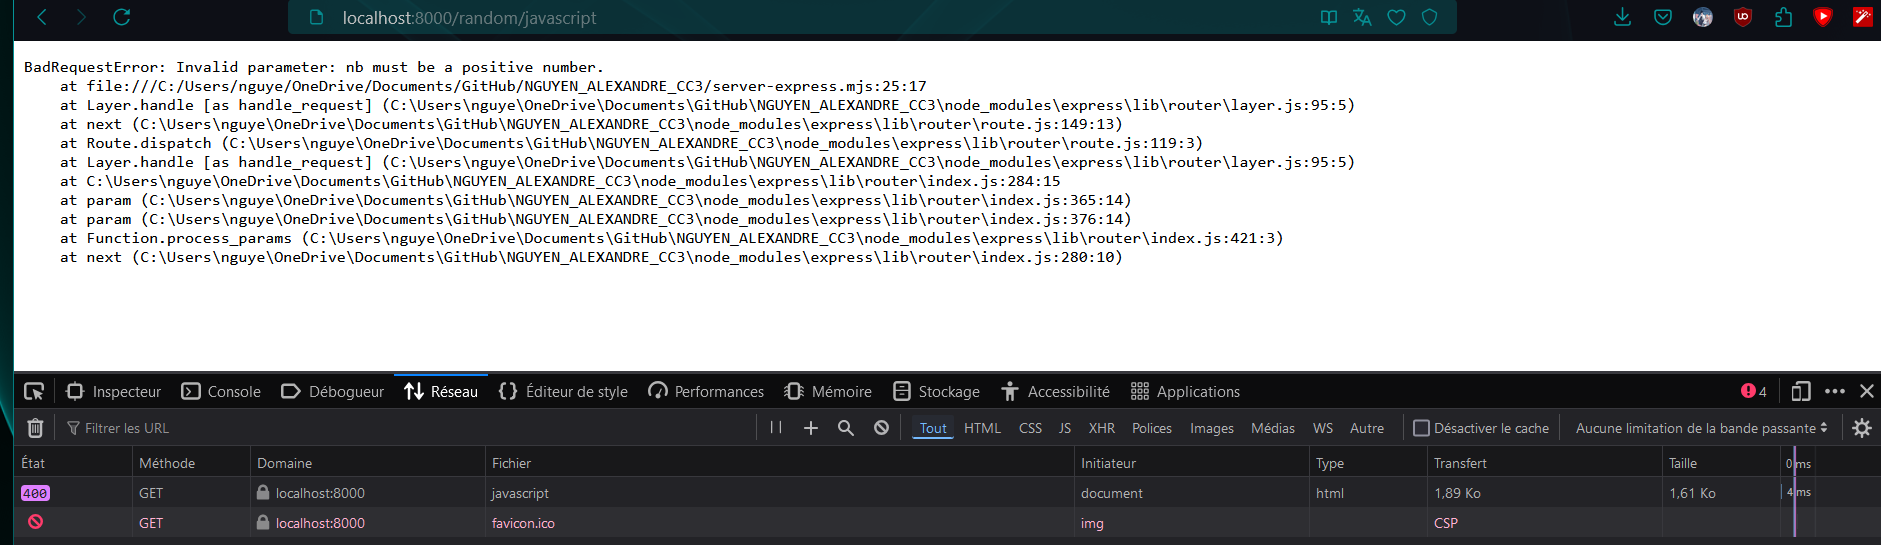 localhost:8000/random/javascript
BadRequestError: Invalid parameter: nb must be a positive number.
at file:///C:/Users/nguye/OneDrive/Documents/GitHub/NGUYEN_ALEXANDRE_CC3/server-express.mjs:25:17
at Layer.handle [as handle_request] (C:\Users\nguye\OneDrive\Documents\GitHub\NGUYEN_ALEXANDRE_CC3\node_modules\express\lib\router\layer.js:95:5)
at next (C:\Users\nguye\OneDrive\Documents\GitHub\NGUYEN_ALEXANDRE_CC3\node_modules\express\lib\router\route.js:149:13)
at Route.dispatch (C:\Users\nguye\OneDrive\Documents\GitHub\NGUYEN_ALEXANDRE_CC3\node_modules\express\lib\router\route.js:119:3)
at Layer.handle [as handle_request] (C:\Users\nguye\OneDrive\Documents\GitHub\NGUYEN_ALEXANDRE_CC3\node_modules\express\lib\router\layer.js:95:5)
at C:\Users\nguye\OneDrive\Documents\GitHub\NGUYEN_ALEXANDRE_CC3\node_modules\express\lib\router\index.js:284:15
at param (C:\Users\nguye\OneDrive\Documents\GitHub\NGUYEN_ALEXANDRE_CC3\node_modules\express\lib\router\index.js:365:14)
at param (C:\Users\nguye\OneDrive\Documents\GitHub\NGUYEN_ALEXANDRE_CC3\node_modules\express\lib\router\index.js:376:14)
at Function.process_params (C:\Users\nguye\OneDrive\Documents\GitHub\NGUYEN_ALEXANDRE_CC3\node_modules\express\lib\router\index.js:421:3)
at next (C:\Users\nguye\OneDrive\Documents\GitHub\NGUYEN_ALEXANDRE_CC3\node_modules\express\lib\router\index.js:280:10)
Inspecteur Console Débogueur Réseau Éditeur de style Performances Mémoire Stockage Accessibilité Applications 4
Filtrer les URL Tout HTML CSS JS XHR Polices Images Médias WS Autre Désactiver le cache Aucune limitation de la bande passante
État Méthode Domaine Fichier Initiateur Type Transfert Taille 0 ms
400 GET localhost:8000 javascript document html 1,89 Ko 1,61 Ko 4 ms
GET localhost:8000 favicon.ico img CSP